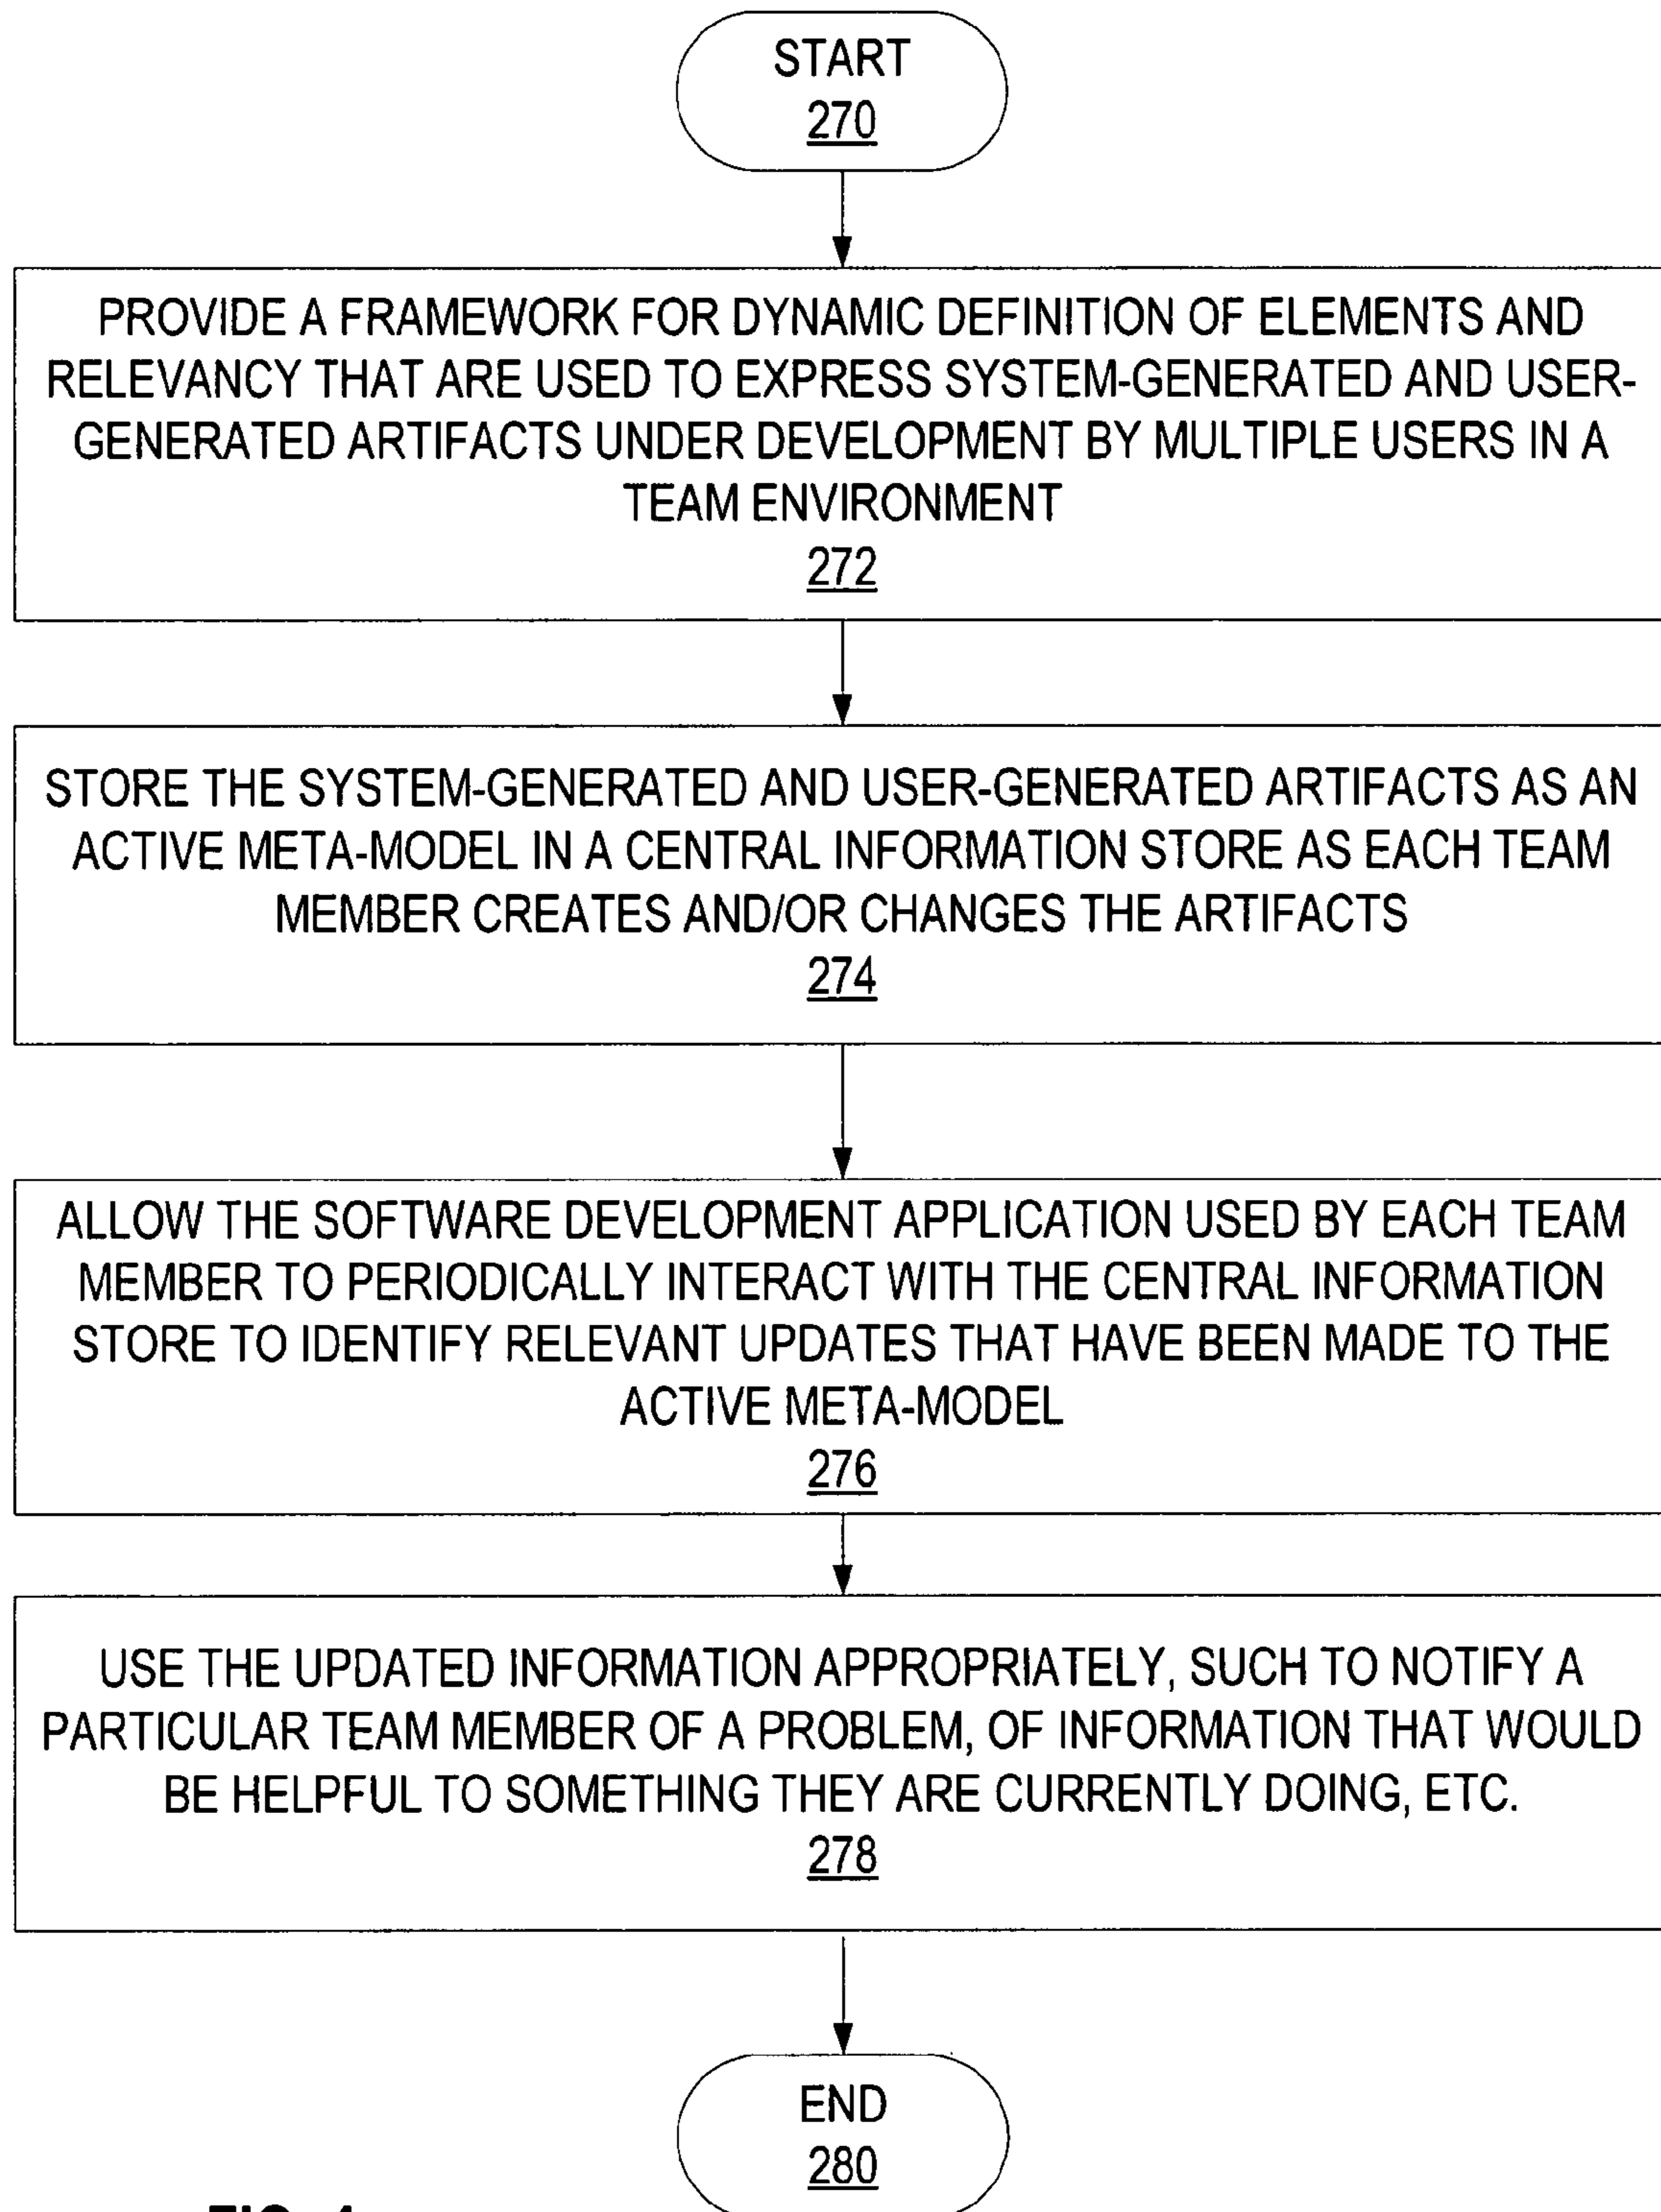 START
270
PROVIDE A FRAMEWORK FOR DYNAMIC DEFINITION OF ELEMENTS AND
RELEVANCY THAT ARE USED TO EXPRESS SYSTEM-GENERATED AND USER-
GENERATED ARTIFACTS UNDER DEVELOPMENT BY MULTIPLE USERS IN A
TEAM ENVIRONMENT
272
STORE THE SYSTEM-GENERATED AND USER-GENERATED ARTIFACTS AS AN
ACTIVE META-MODEL IN A CENTRAL INFORMATION STORE AS EACH TEAM
MEMBER CREATES AND/OR CHANGES THE ARTIFACTS
274
ALLOW THE SOFTWARE DEVELOPMENT APPLICATION USED BY EACH TEAM
MEMBER TO PERIODICALLY INTERACT WITH THE CENTRAL INFORMATION
STORE TO IDENTIFY RELEVANT UPDATES THAT HAVE BEEN MADE TO THE
ACTIVE META-MODEL
276
USE THE UPDATED INFORMATION APPROPRIATELY, SUCH TO NOTIFY A
PARTICULAR TEAM MEMBER OF A PROBLEM, OF INFORMATION THAT WOULD
BE HELPFUL TO SOMETHING THEY ARE CURRENTLY DOING, ETC.
278
END
280